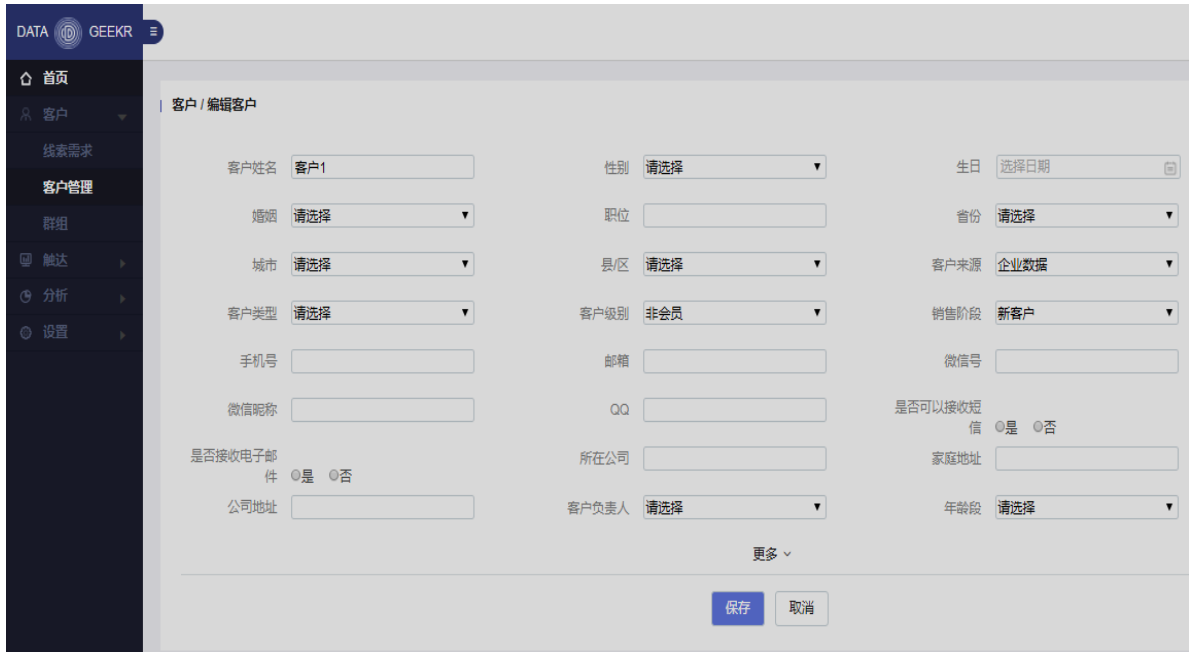 DATA GEEKR
首页
客户
线索需求
客户管理
群组
触达
分析
设置
客户 / 编辑客户
客户姓名 客户1 性别 请选择 生日 选择日期
婚姻 请选择 职位 省份 请选择
城市 请选择 县/区 请选择 客户来源 企业数据
客户类型 请选择 客户级别 非会员 销售阶段 新客户
手机号 邮箱 微信号
微信昵称 QQ 是否可以接收短
信 是 否
是否接收电子邮 所在公司 家庭地址
件 是 否
公司地址 客户负责人 请选择 年龄段 请选择
更多
保存 取消